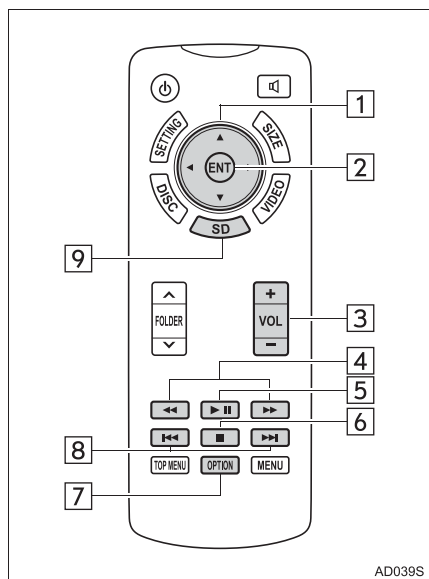 1
SETTING
SIZE
ENT
2
DISC
VIDEO
SD
9
FOLDER
+
VOL
−
3
4
5
6
8
TOP MENU
OPTION
MENU
7
AD039S